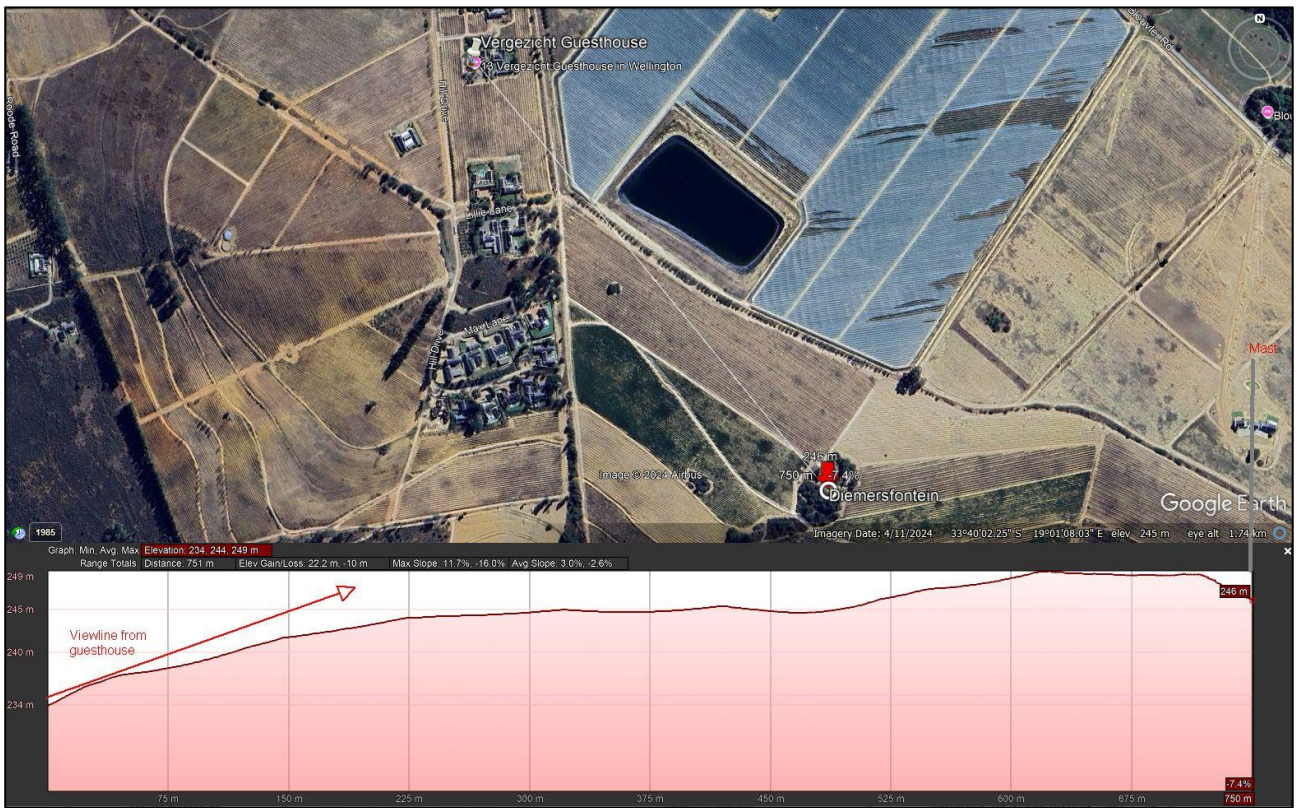 N
Blouvlei Rd
Vergezicht Guesthouse
13 Vergezicht Guesthouse in Wellington
Hill Drive
Roode Road
Blou
Lillie Lane
Max Lane
Hill Drive
Mast
246 m
750 m -7.4%
Image © 2024 Airbus
Diemersfontein
Google Earth
1985
Imagery Date: 4/11/2024 33°40'02.25" S 19°01'08.03" E elev 245 m eye alt 1.74 km
Graph: Min, Avg, Max Elevation: 234, 244, 249 m
Range Totals: Distance: 751 m Elev Gain/Loss: 22.2 m, -10 m Max Slope: 11.7%, -16.0% Avg Slope: 3.0%, -2.6%
249 m
246 m
245 m
Viewline from
guesthouse
240 m
234 m
-7.4%
75 m 150 m 225 m 300 m 375 m 450 m 525 m 600 m 675 m 750 m